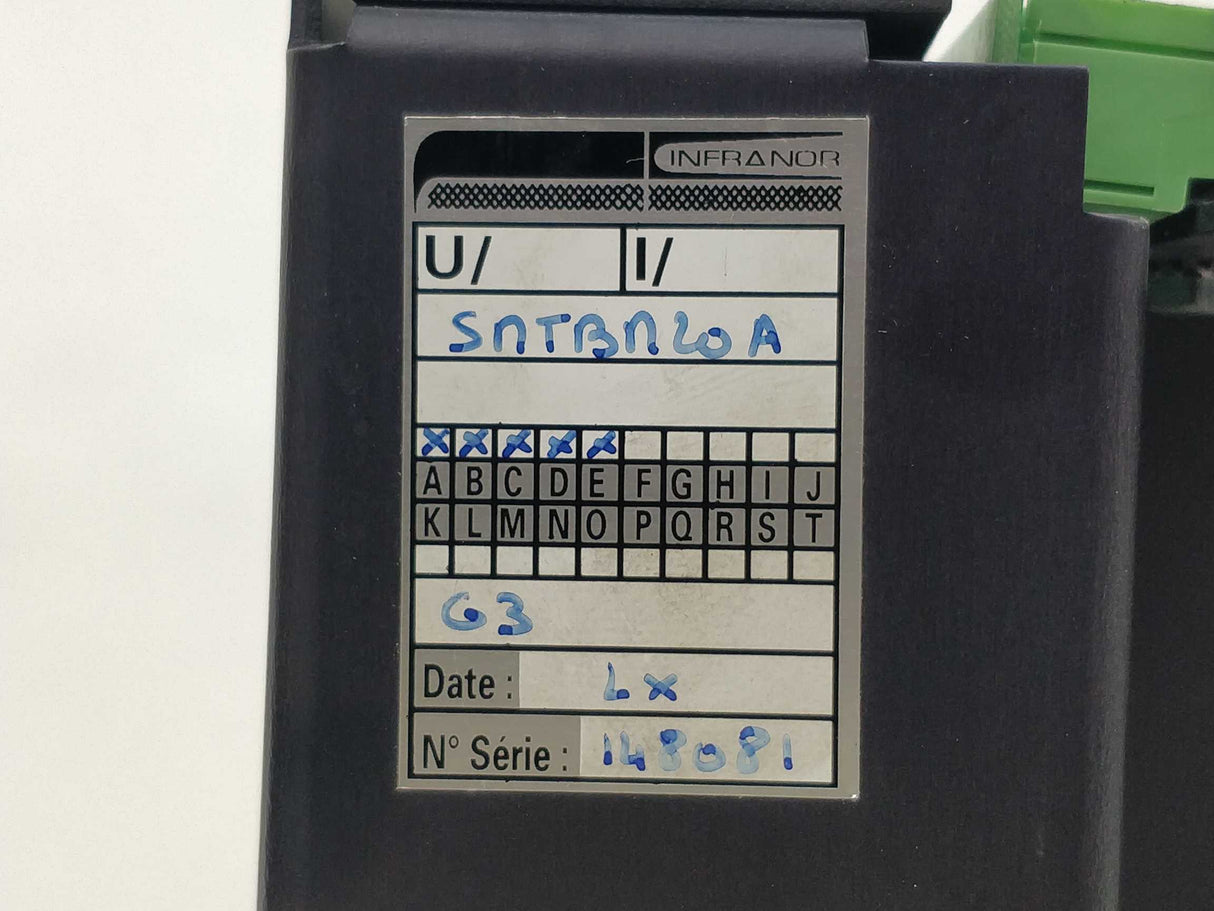 INFRANOR
U/ I/
SMTBM20A
X X X X X
A B C D E F G H I J
K L M N O P Q R S T
G3
Date : LX
N° Série : 148081